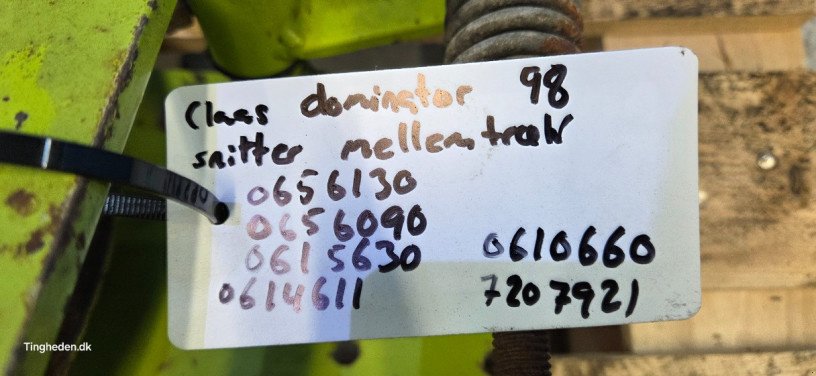 Claas dominator 98
snitter mellemtræk
0656130
0656090
0615630 0610660
0614611 7207921
Tingheden.dk